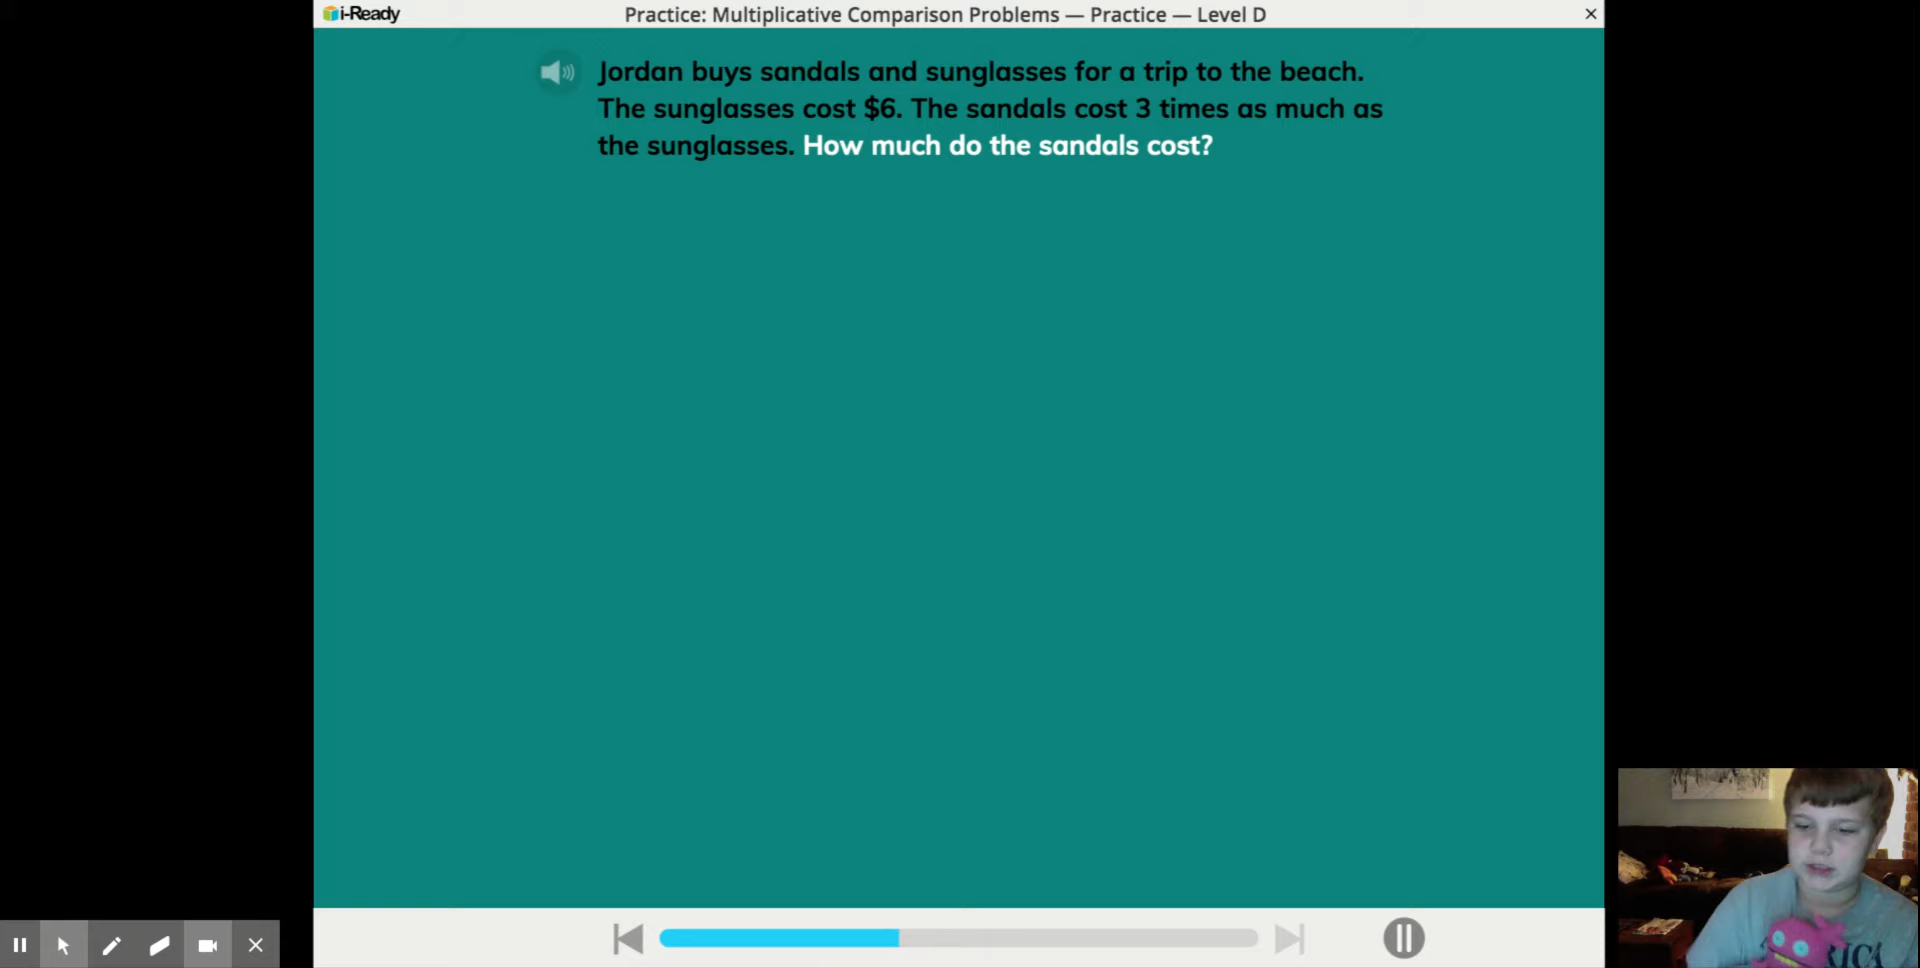 i-Ready
Practice: Multiplicative Comparison Problems — Practice — Level D
Jordan buys sandals and sunglasses for a trip to the beach.
The sunglasses cost $6. The sandals cost 3 times as much as
the sunglasses. How much do the sandals cost?
RICA